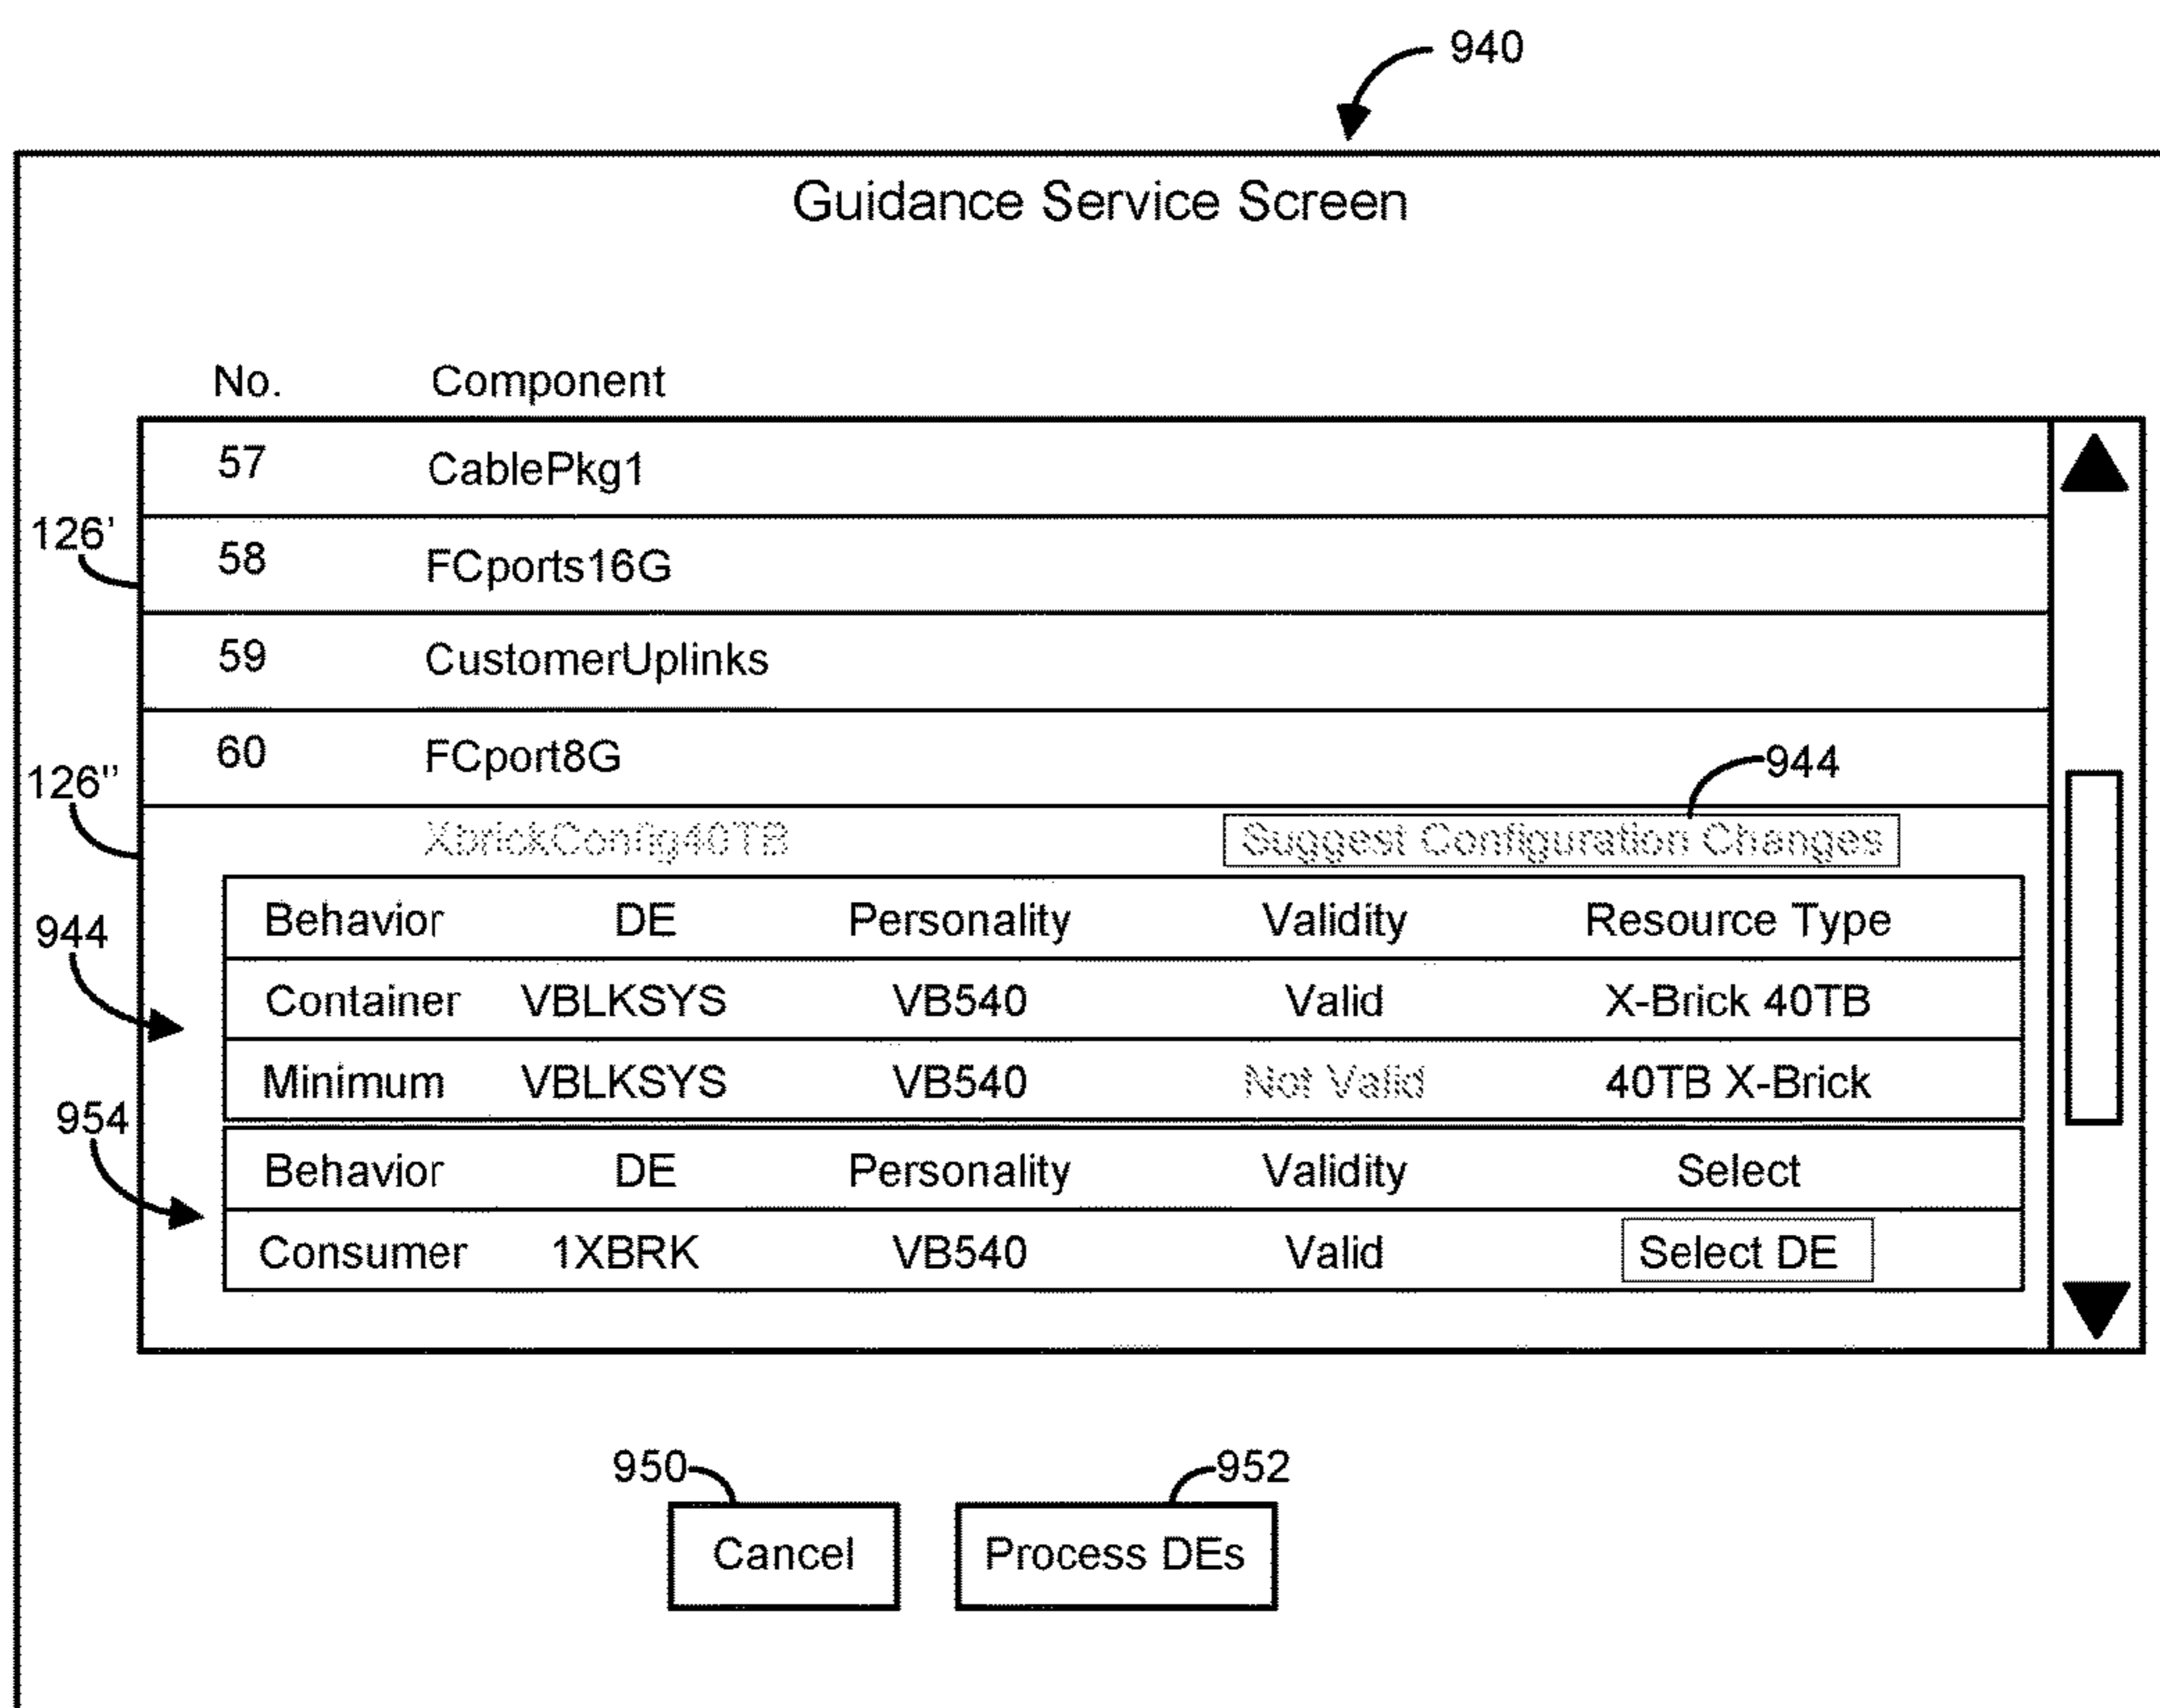 940
Guidance Service Screen
No. Component
57 CablePkg1
126'
58 FCports16G
59 CustomerUplinks
60 FCport8G
944
126"
XbrickConfig40TB Suggest Configuration Changes
944
Behavior DE Personality Validity Resource Type
Container VBLKSYS VB540 Valid X-Brick 40TB
Minimum VBLKSYS VB540 Not Valid 40TB X-Brick
954
Behavior DE Personality Validity Select
Consumer 1XBRK VB540 Valid Select DE
950 952
Cancel Process DEs